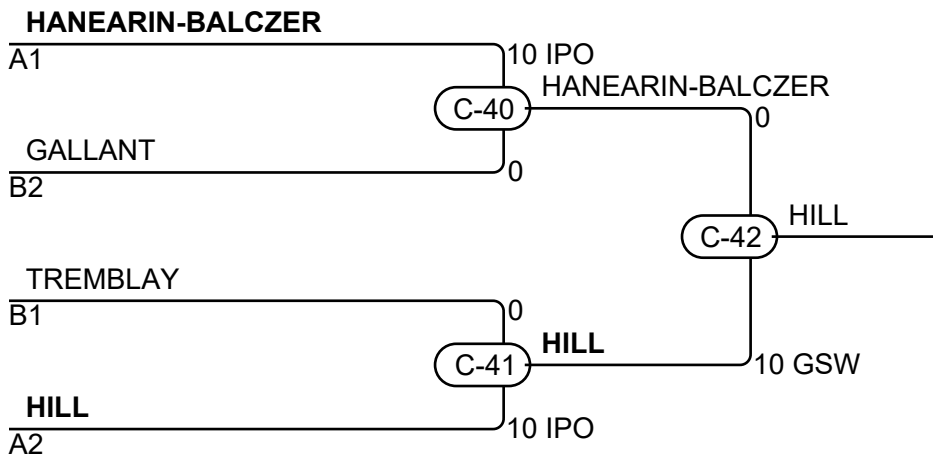 HANEARIN-BALCZER
A1
10 IPO
C-40
HANEARIN-BALCZER
0
GALLANT
B2
0
C-42
HILL
TREMBLAY
B1
0
C-41
HILL
10 GSW
HILL
A2
10 IPO